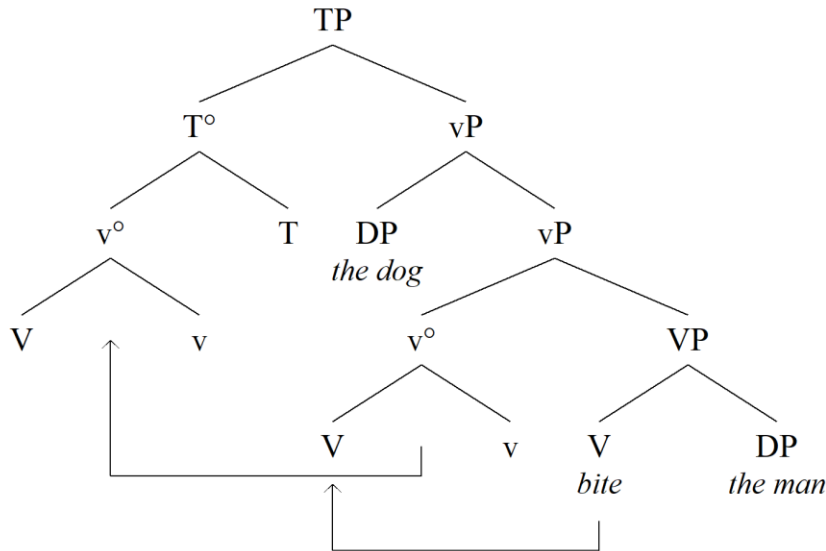 TP
T° vP
v° T DP vP
the dog
V v v° VP
V v V DP
bite the man